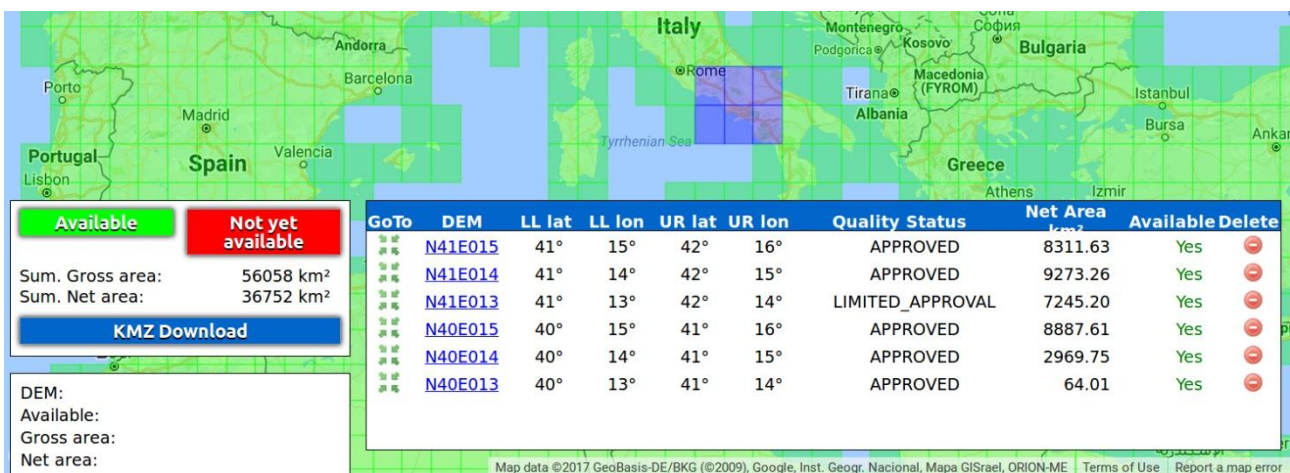 Italy
Montenegro
София
Andorra
Podgorica
Kosovo
Bulgaria
Rome
Barcelona
Macedonia
(FYROM)
Porto
Tirana
Istanbul
Madrid
Albania
Bursa
Tyrrhenian Sea
Portugal
Spain
Valencia
Greece
Lisbon
Athens
Izmir
Available
Not yet
available
Sum. Gross area: 56058 km²
Sum. Net area: 36752 km²
KMZ Download
DEM:
Available:
Gross area:
Net area:
GoTo DEM LL lat LL lon UR lat UR lon Quality Status Net Area km² Available Delete
N41E015 41° 15° 42° 16° APPROVED 8311.63 Yes
N41E014 41° 14° 42° 15° APPROVED 9273.26 Yes
N41E013 41° 13° 42° 14° LIMITED_APPROVAL 7245.20 Yes
N40E015 40° 15° 41° 16° APPROVED 8887.61 Yes
N40E014 40° 14° 41° 15° APPROVED 2969.75 Yes
N40E013 40° 13° 41° 14° APPROVED 64.01 Yes
Map data ©2017 GeoBasis-DE/BKG (©2009), Google, Inst. Geogr. Nacional, Mapa GISrael, ORION-ME Terms of Use Report a map error